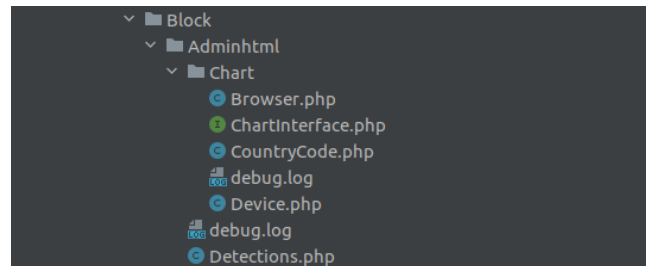 Block
Adminhtml
Chart
Browser.php
ChartInterface.php
CountryCode.php
debug.log
Device.php
debug.log
Detections.php